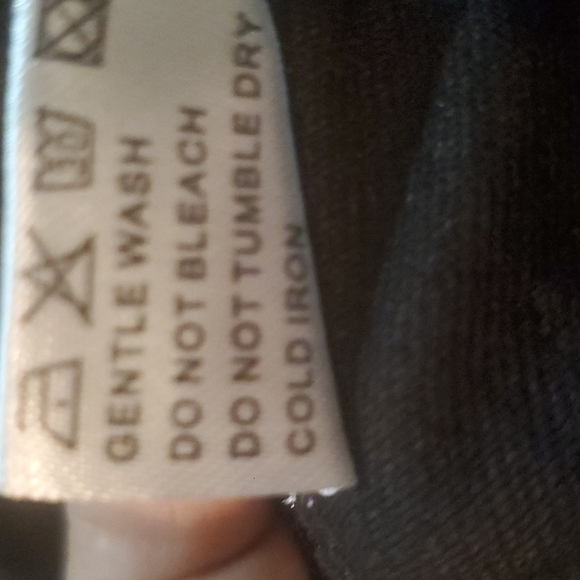 GENTLE WASH
DO NOT BLEACH
DO NOT TUMBLE DRY
COLD IRON